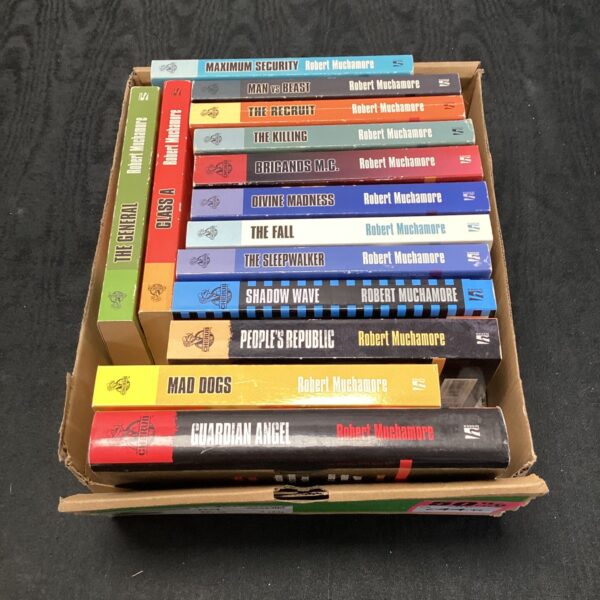 MAXIMUM SECURITY Robert Muchamore
MAN vs BEAST Robert Muchamore
THE RECRUIT Robert Muchamore
THE KILLING Robert Muchamore
BRIGANDS M.C. Robert Muchamore
DIVINE MADNESS Robert Muchamore
THE FALL Robert Muchamore
THE SLEEPWALKER Robert Muchamore
SHADOW WAVE ROBERT MUCHAMORE
PEOPLE'S REPUBLIC Robert Muchamore
MAD DOGS Robert Muchamore
CHERUB GUARDIAN ANGEL Robert Muchamore
THE GENERAL Robert Muchamore
CLASS A Robert Muchamore